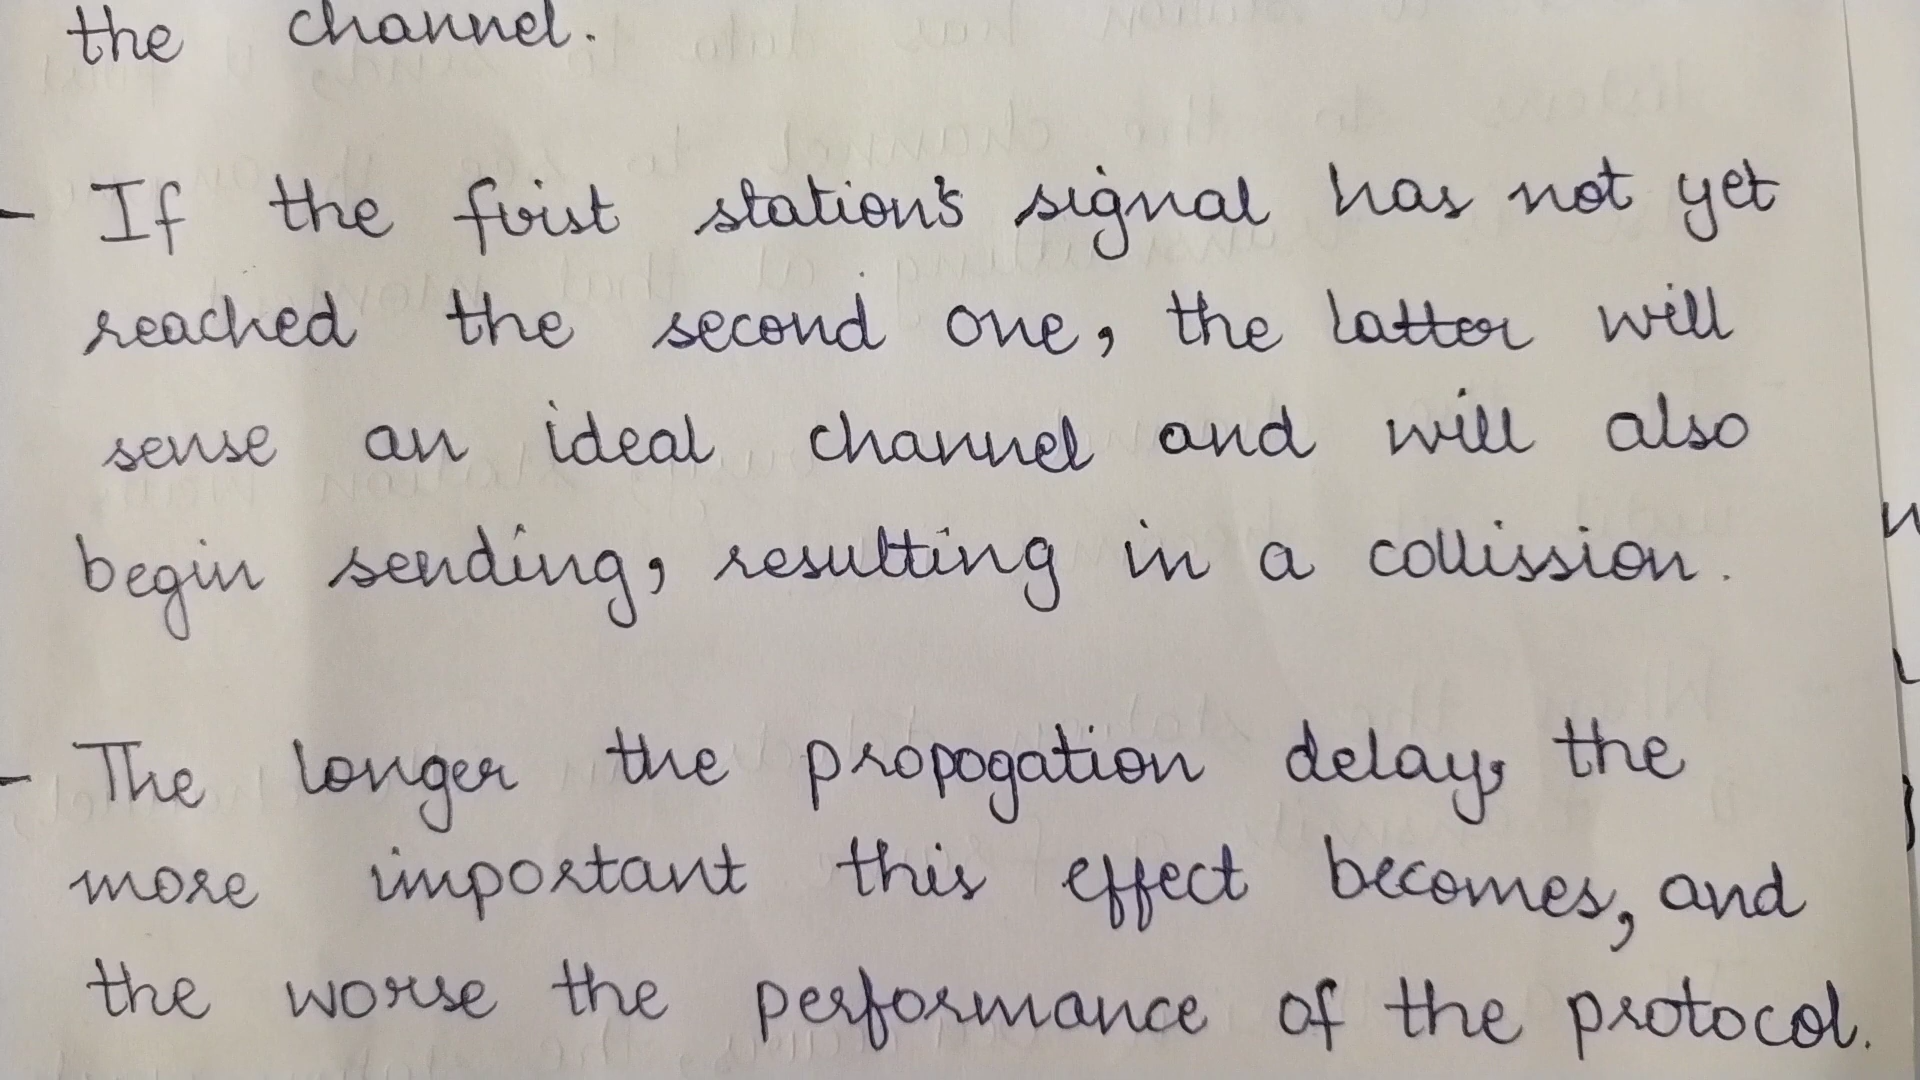 the channel.
- If the first station's signal has not yet
reached the second one, the latter will
sense an ideal channel and will also
begin sending, resulting in a collission.
- The longer the propogation delay, the
more important this effect becomes, and
the worse the performance of the protocol.